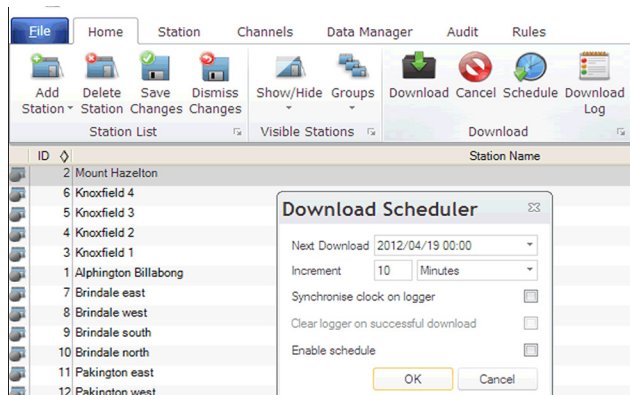 File Home Station Channels Data Manager Audit Rules
Add Station Delete Station Save Changes Dismiss Changes Show/Hide Groups Download Cancel Schedule Download Log
Station List Visible Stations Download
ID Station Name
2 Mount Hazelton
6 Knoxfield 4
5 Knoxfield 3
4 Knoxfield 2
3 Knoxfield 1
1 Alphington Billabong
7 Brindale east
8 Brindale west
9 Brindale south
10 Brindale north
11 Pakington east
12 Pakington west
Download Scheduler
Next Download 2012/04/19 00:00
Increment 10 Minutes
Synchronise clock on logger
Clear logger on successful download
Enable schedule
OK Cancel